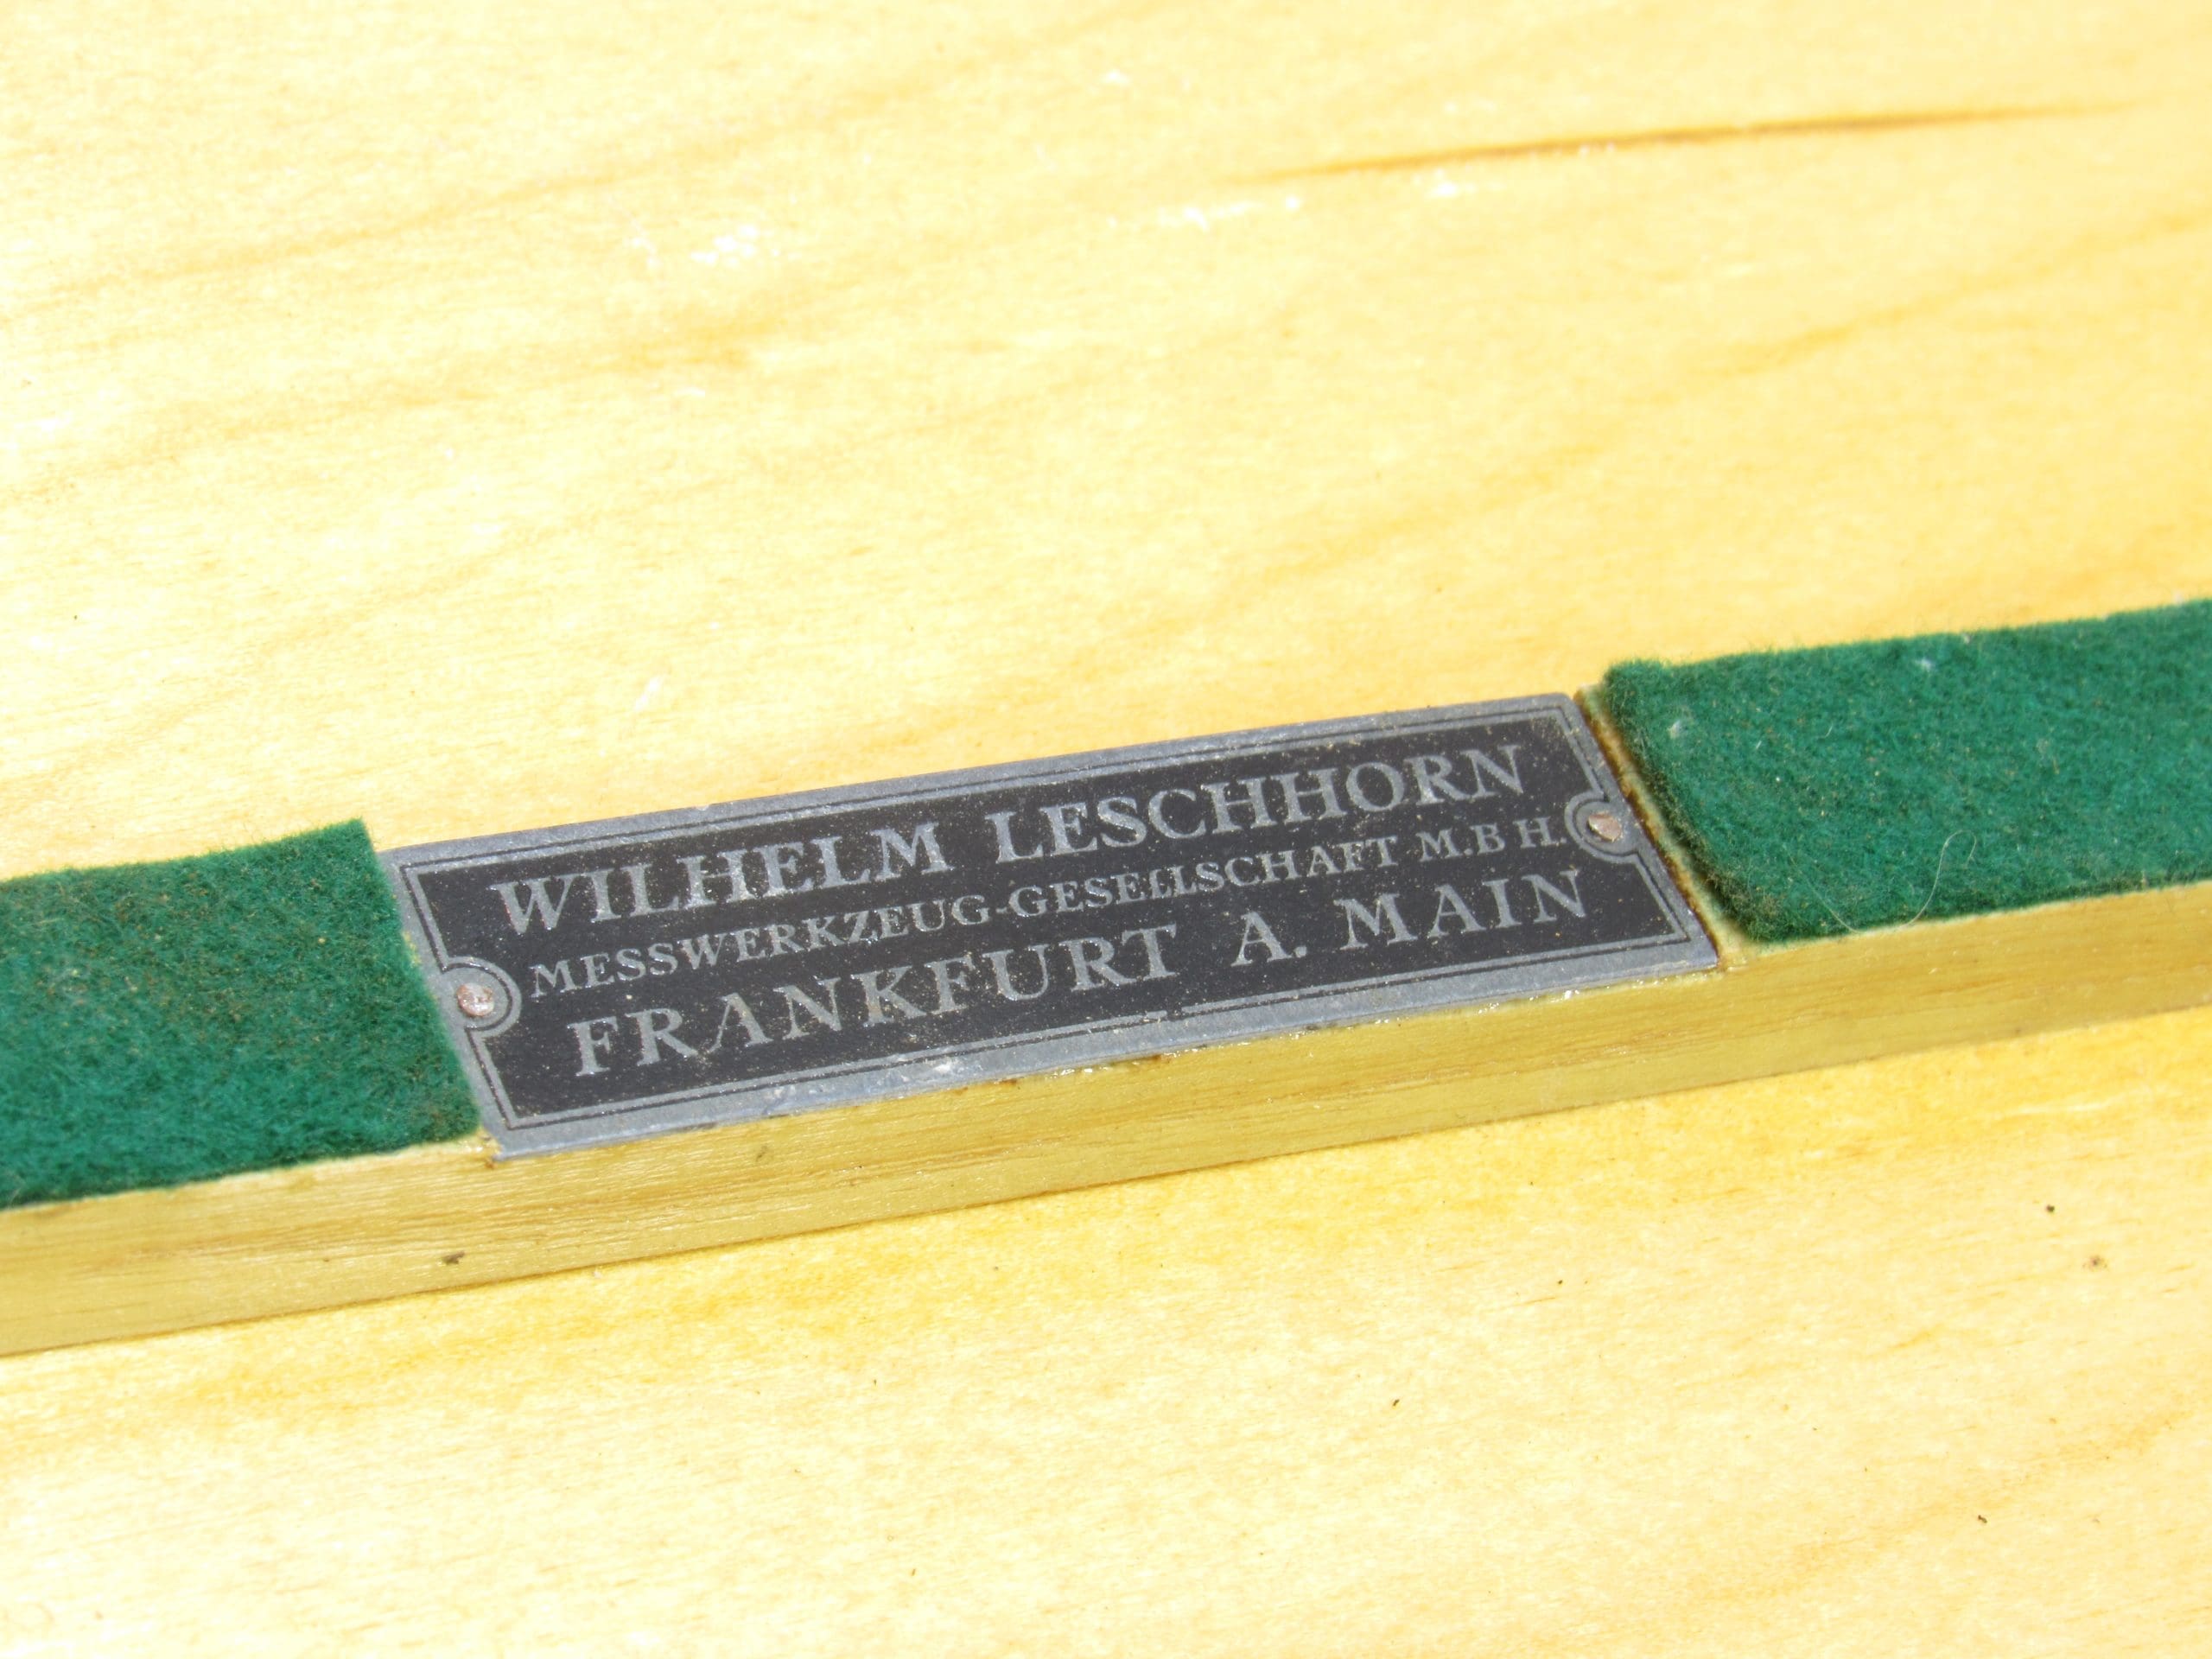 WILHELM LESCHHORN
MESSWERKZEUG-GESELLSCHAFT M.B H.
FRANKFURT A. MAIN